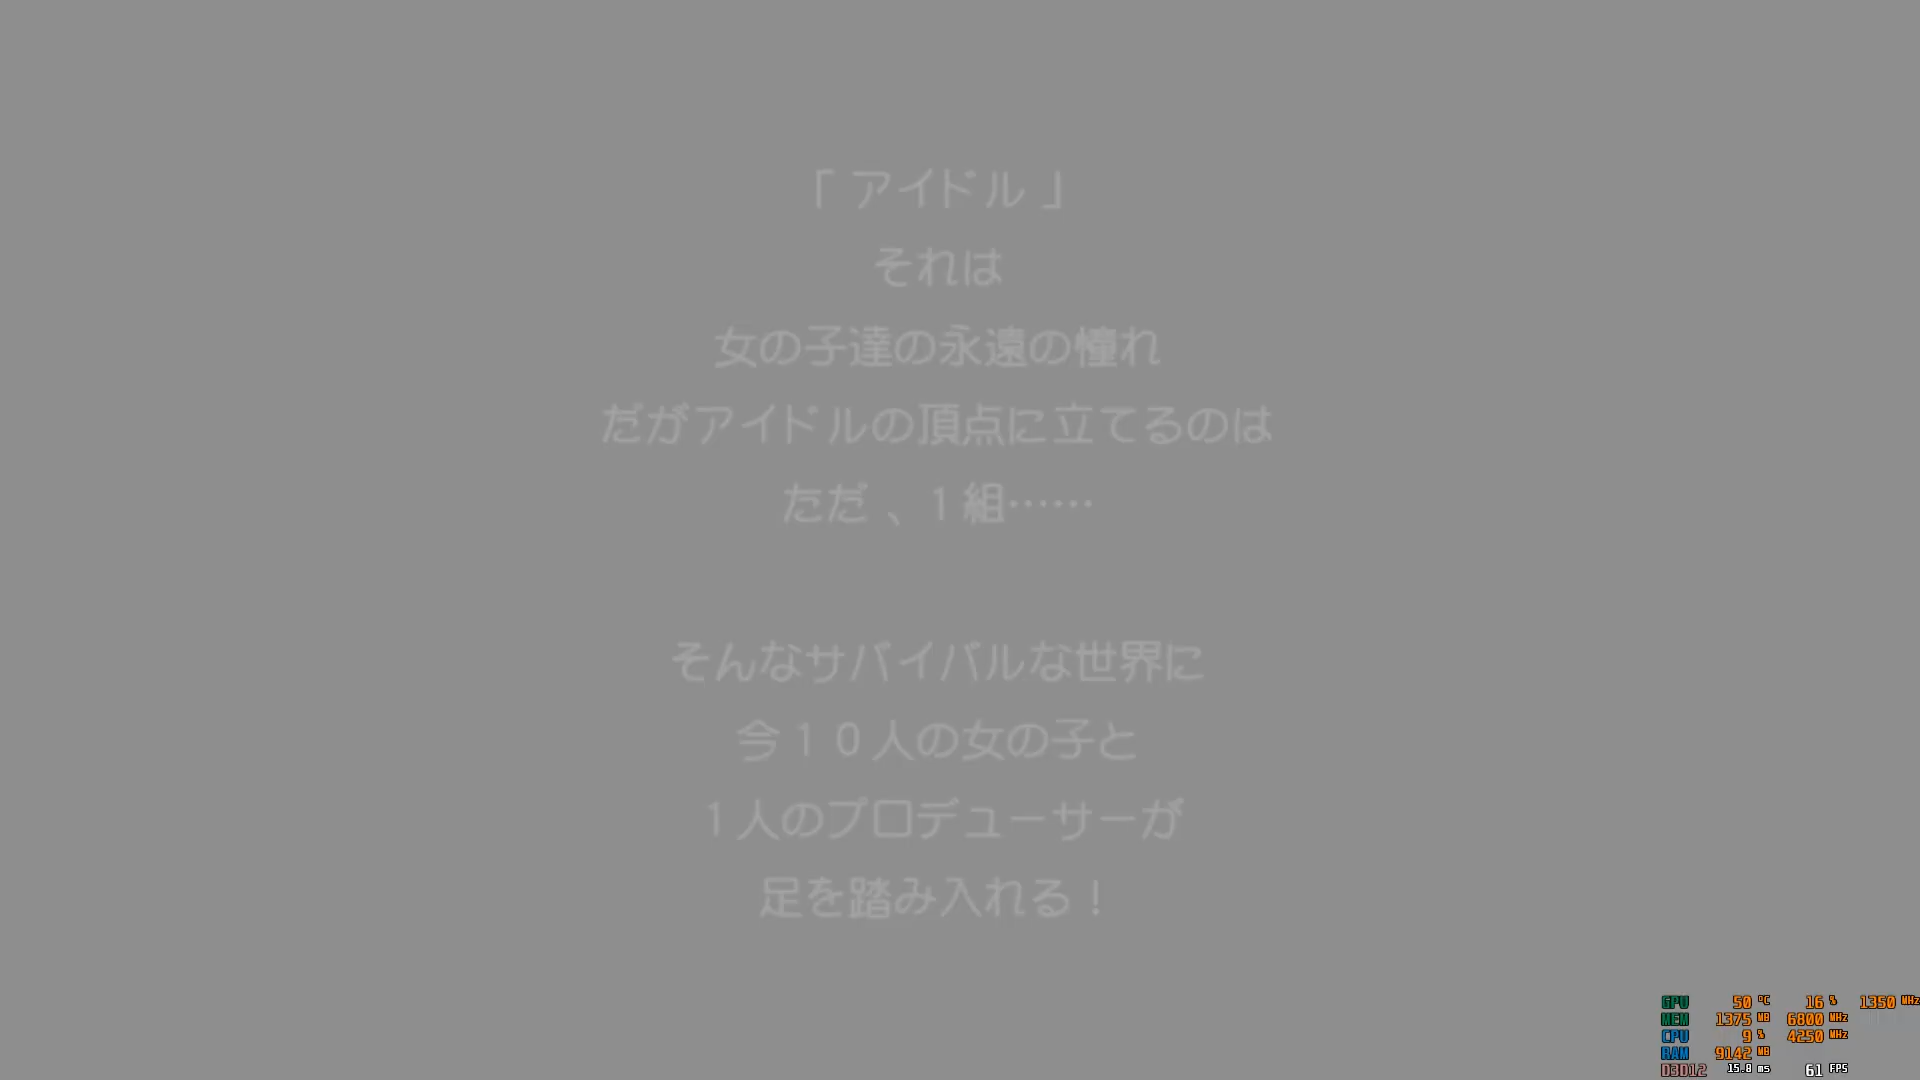 「アイドル」
それは
女の子達の永遠の憧れ
だがアイドルの頂点に立てるのは
ただ、１組……
そんなサバイバルな世界に
今１０人の女の子と
１人のプロデューサーが
足を踏み入れる！
GPU 50 °C 16 % 1350 MHz
MEM 1375 MB 6800 MHz
CPU 9 % 4250 MHz
RAM 9142 MB
D3D12 15.8 ms 61 FPS